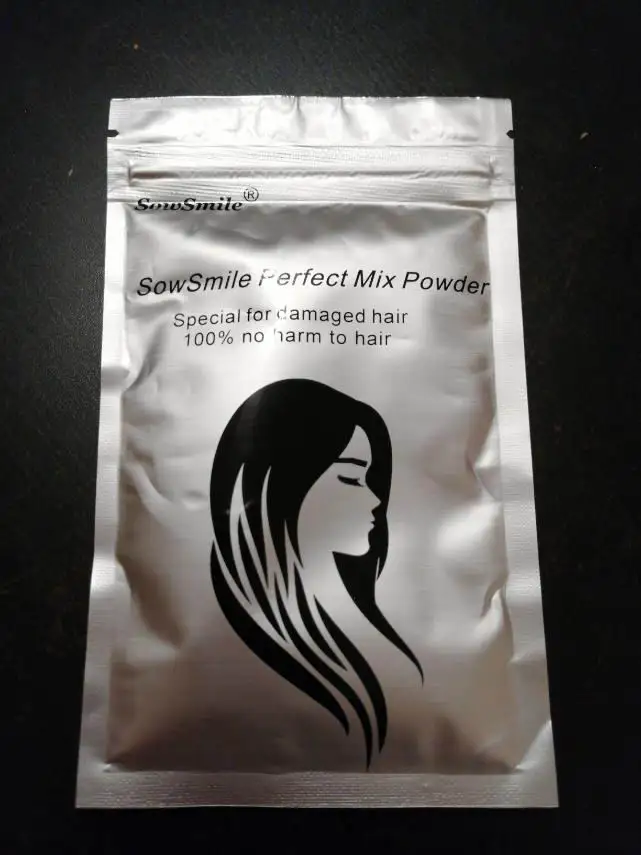 SowSmile®
SowSmile Perfect Mix Powder
Special for damaged hair
100% no harm to hair